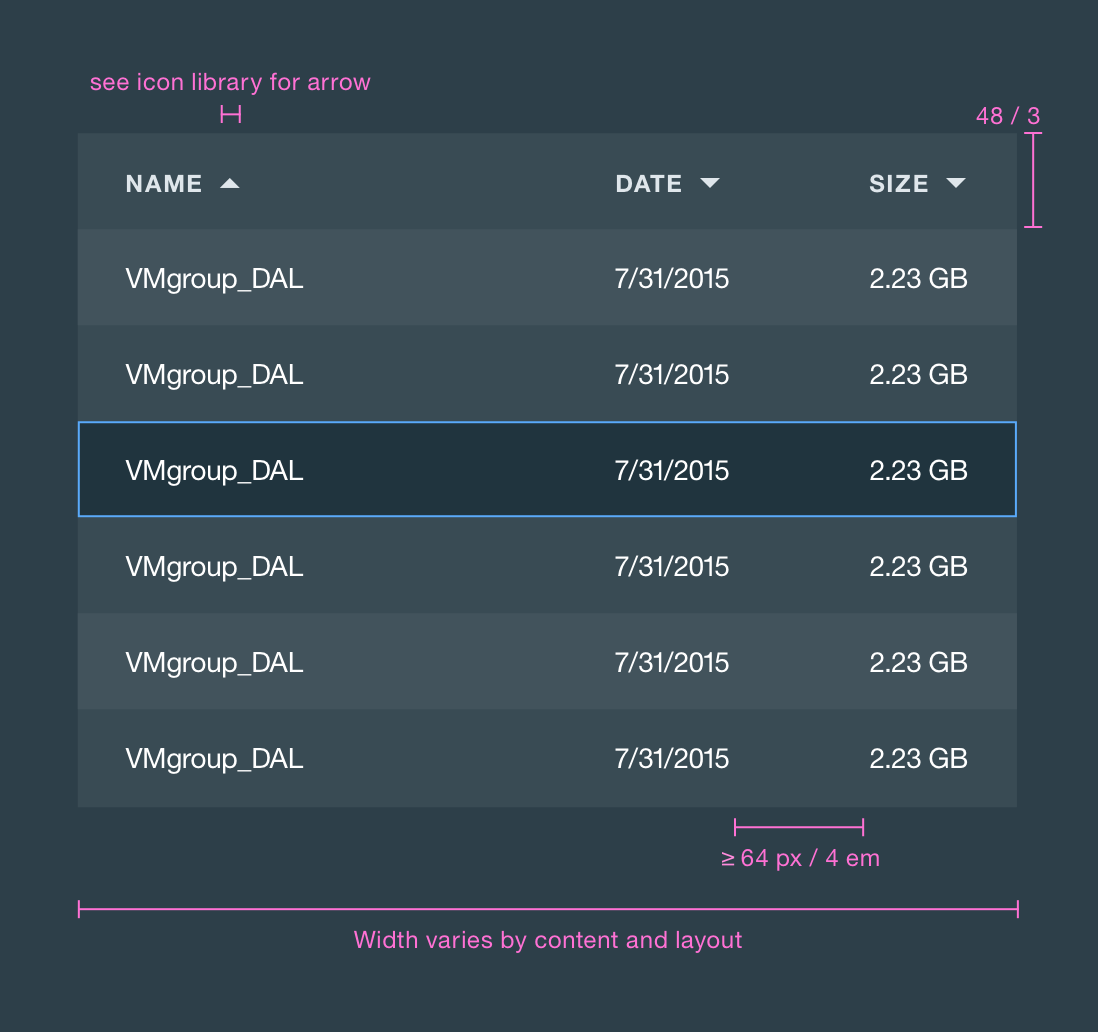 see icon library for arrow
48 / 3
NAME DATE SIZE
VMgroup_DAL 7/31/2015 2.23 GB
VMgroup_DAL 7/31/2015 2.23 GB
VMgroup_DAL 7/31/2015 2.23 GB
VMgroup_DAL 7/31/2015 2.23 GB
VMgroup_DAL 7/31/2015 2.23 GB
VMgroup_DAL 7/31/2015 2.23 GB
≥ 64 px / 4 em
Width varies by content and layout